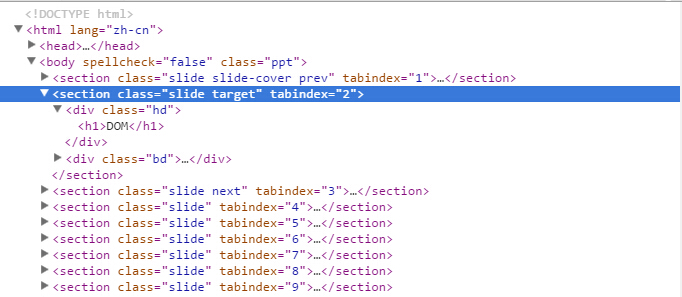 <!DOCTYPE html>
<html lang="zh-cn">
<head>…</head>
<body spellcheck="false" class="ppt">
<section class="slide slide-cover prev" tabindex="1">…</section>
<section class="slide target" tabindex="2">
<div class="hd">
<h1>DOM</h1>
</div>
<div class="bd">…</div>
</section>
<section class="slide next" tabindex="3">…</section>
<section class="slide" tabindex="4">…</section>
<section class="slide" tabindex="5">…</section>
<section class="slide" tabindex="6">…</section>
<section class="slide" tabindex="7">…</section>
<section class="slide" tabindex="8">…</section>
<section class="slide" tabindex="9">…</section>